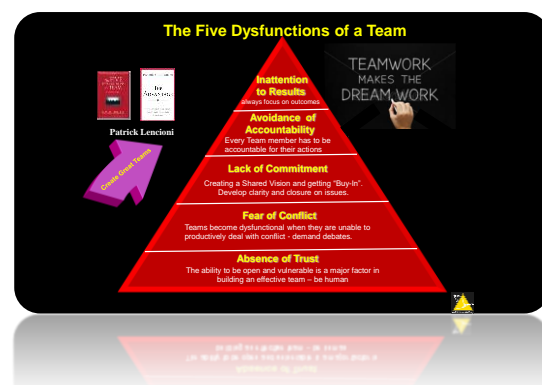 The Five Dysfunctions of a Team
TEAMWORK
MAKES THE
DREAM WORK
Patrick Lencioni
Create Great Teams
Inattention
to Results
always focus on outcomes
Avoidance of
Accountability
Every Team member has to be
accountable for their actions
Lack of Commitment
Creating a Shared Vision and getting "Buy-In".
Develop clarity and closure on issues.
Fear of Conflict
Teams become dysfunctional when they are unable to
productively deal with conflict - demand debates.
Absence of Trust
The ability to be open and vulnerable is a major factor in
building an effective team – be human